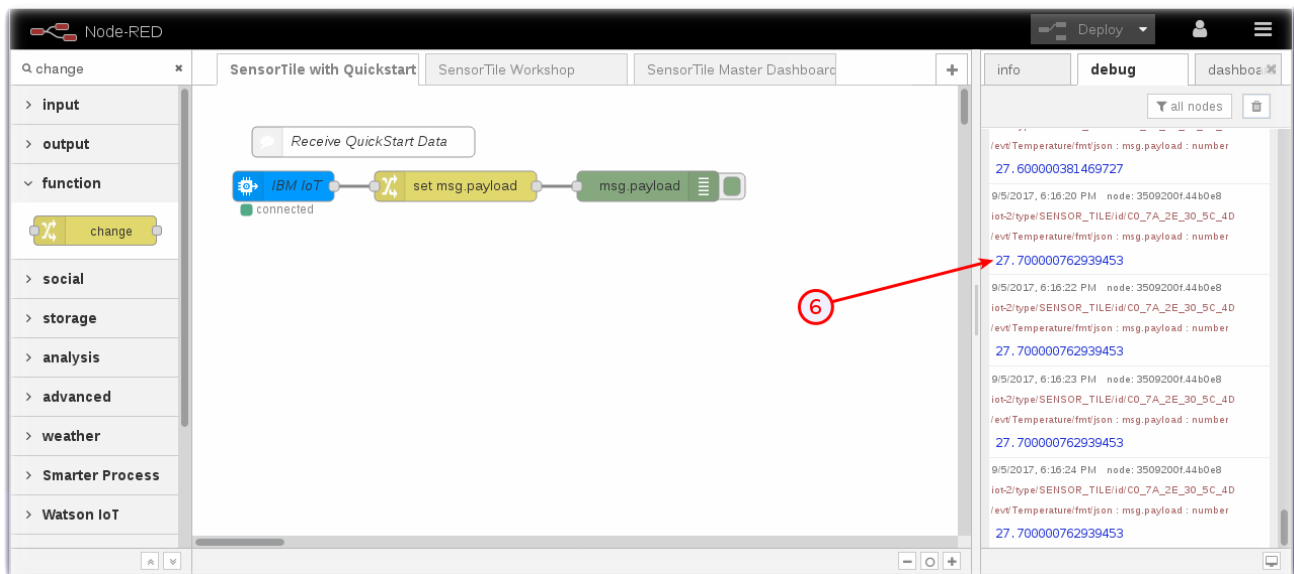 Node-RED
Deploy
change
SensorTile with Quickstart
SensorTile Workshop
SensorTile Master Dashboard
info
debug
dashboa
input
output
function
change
social
storage
analysis
advanced
weather
Smarter Process
Watson IoT
Receive QuickStart Data
IBM IoT
set msg.payload
msg.payload
connected
6
all nodes
/evt/Temperature/fmt/json : msg.payload : number
27.600000381469727
9/5/2017, 6:16:20 PM node: 3509200f.44b0e8
iot-2/type/SENSOR_TILE/id/C0_7A_2E_30_5C_4D
/evt/Temperature/fmt/json : msg.payload : number
27.700000762939453
9/5/2017, 6:16:22 PM node: 3509200f.44b0e8
iot-2/type/SENSOR_TILE/id/C0_7A_2E_30_5C_4D
/evt/Temperature/fmt/json : msg.payload : number
27.700000762939453
9/5/2017, 6:16:23 PM node: 3509200f.44b0e8
iot-2/type/SENSOR_TILE/id/C0_7A_2E_30_5C_4D
/evt/Temperature/fmt/json : msg.payload : number
27.700000762939453
9/5/2017, 6:16:24 PM node: 3509200f.44b0e8
iot-2/type/SENSOR_TILE/id/C0_7A_2E_30_5C_4D
/evt/Temperature/fmt/json : msg.payload : number
27.700000762939453